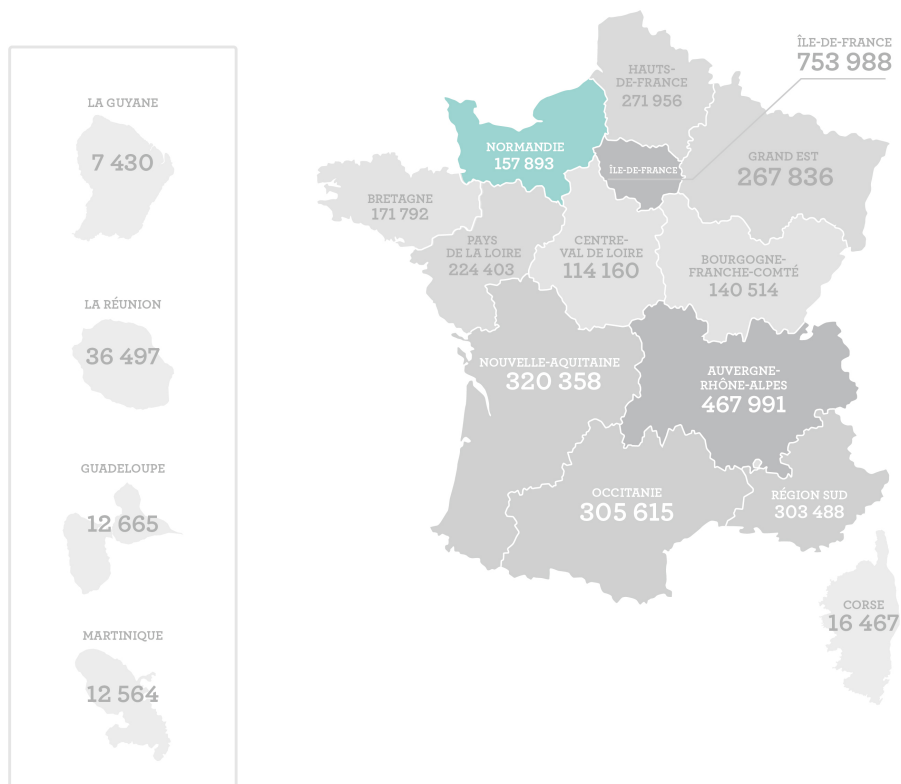 LA GUYANE
7 430
LA RÉUNION
36 497
GUADELOUPE
12 665
MARTINIQUE
12 564
ÎLE-DE-FRANCE
753 988
HAUTS-
DE-FRANCE
271 956
NORMANDIE
157 893
ÎLE-DE-FRANCE
GRAND EST
267 836
BRETAGNE
171 792
PAYS
DE LA LOIRE
224 403
CENTRE-
VAL DE LOIRE
114 160
BOURGOGNE-
FRANCHE-COMTÉ
140 514
NOUVELLE-AQUITAINE
320 358
AUVERGNE-
RHÔNE-ALPES
467 991
OCCITANIE
305 615
RÉGION SUD
303 488
CORSE
16 467